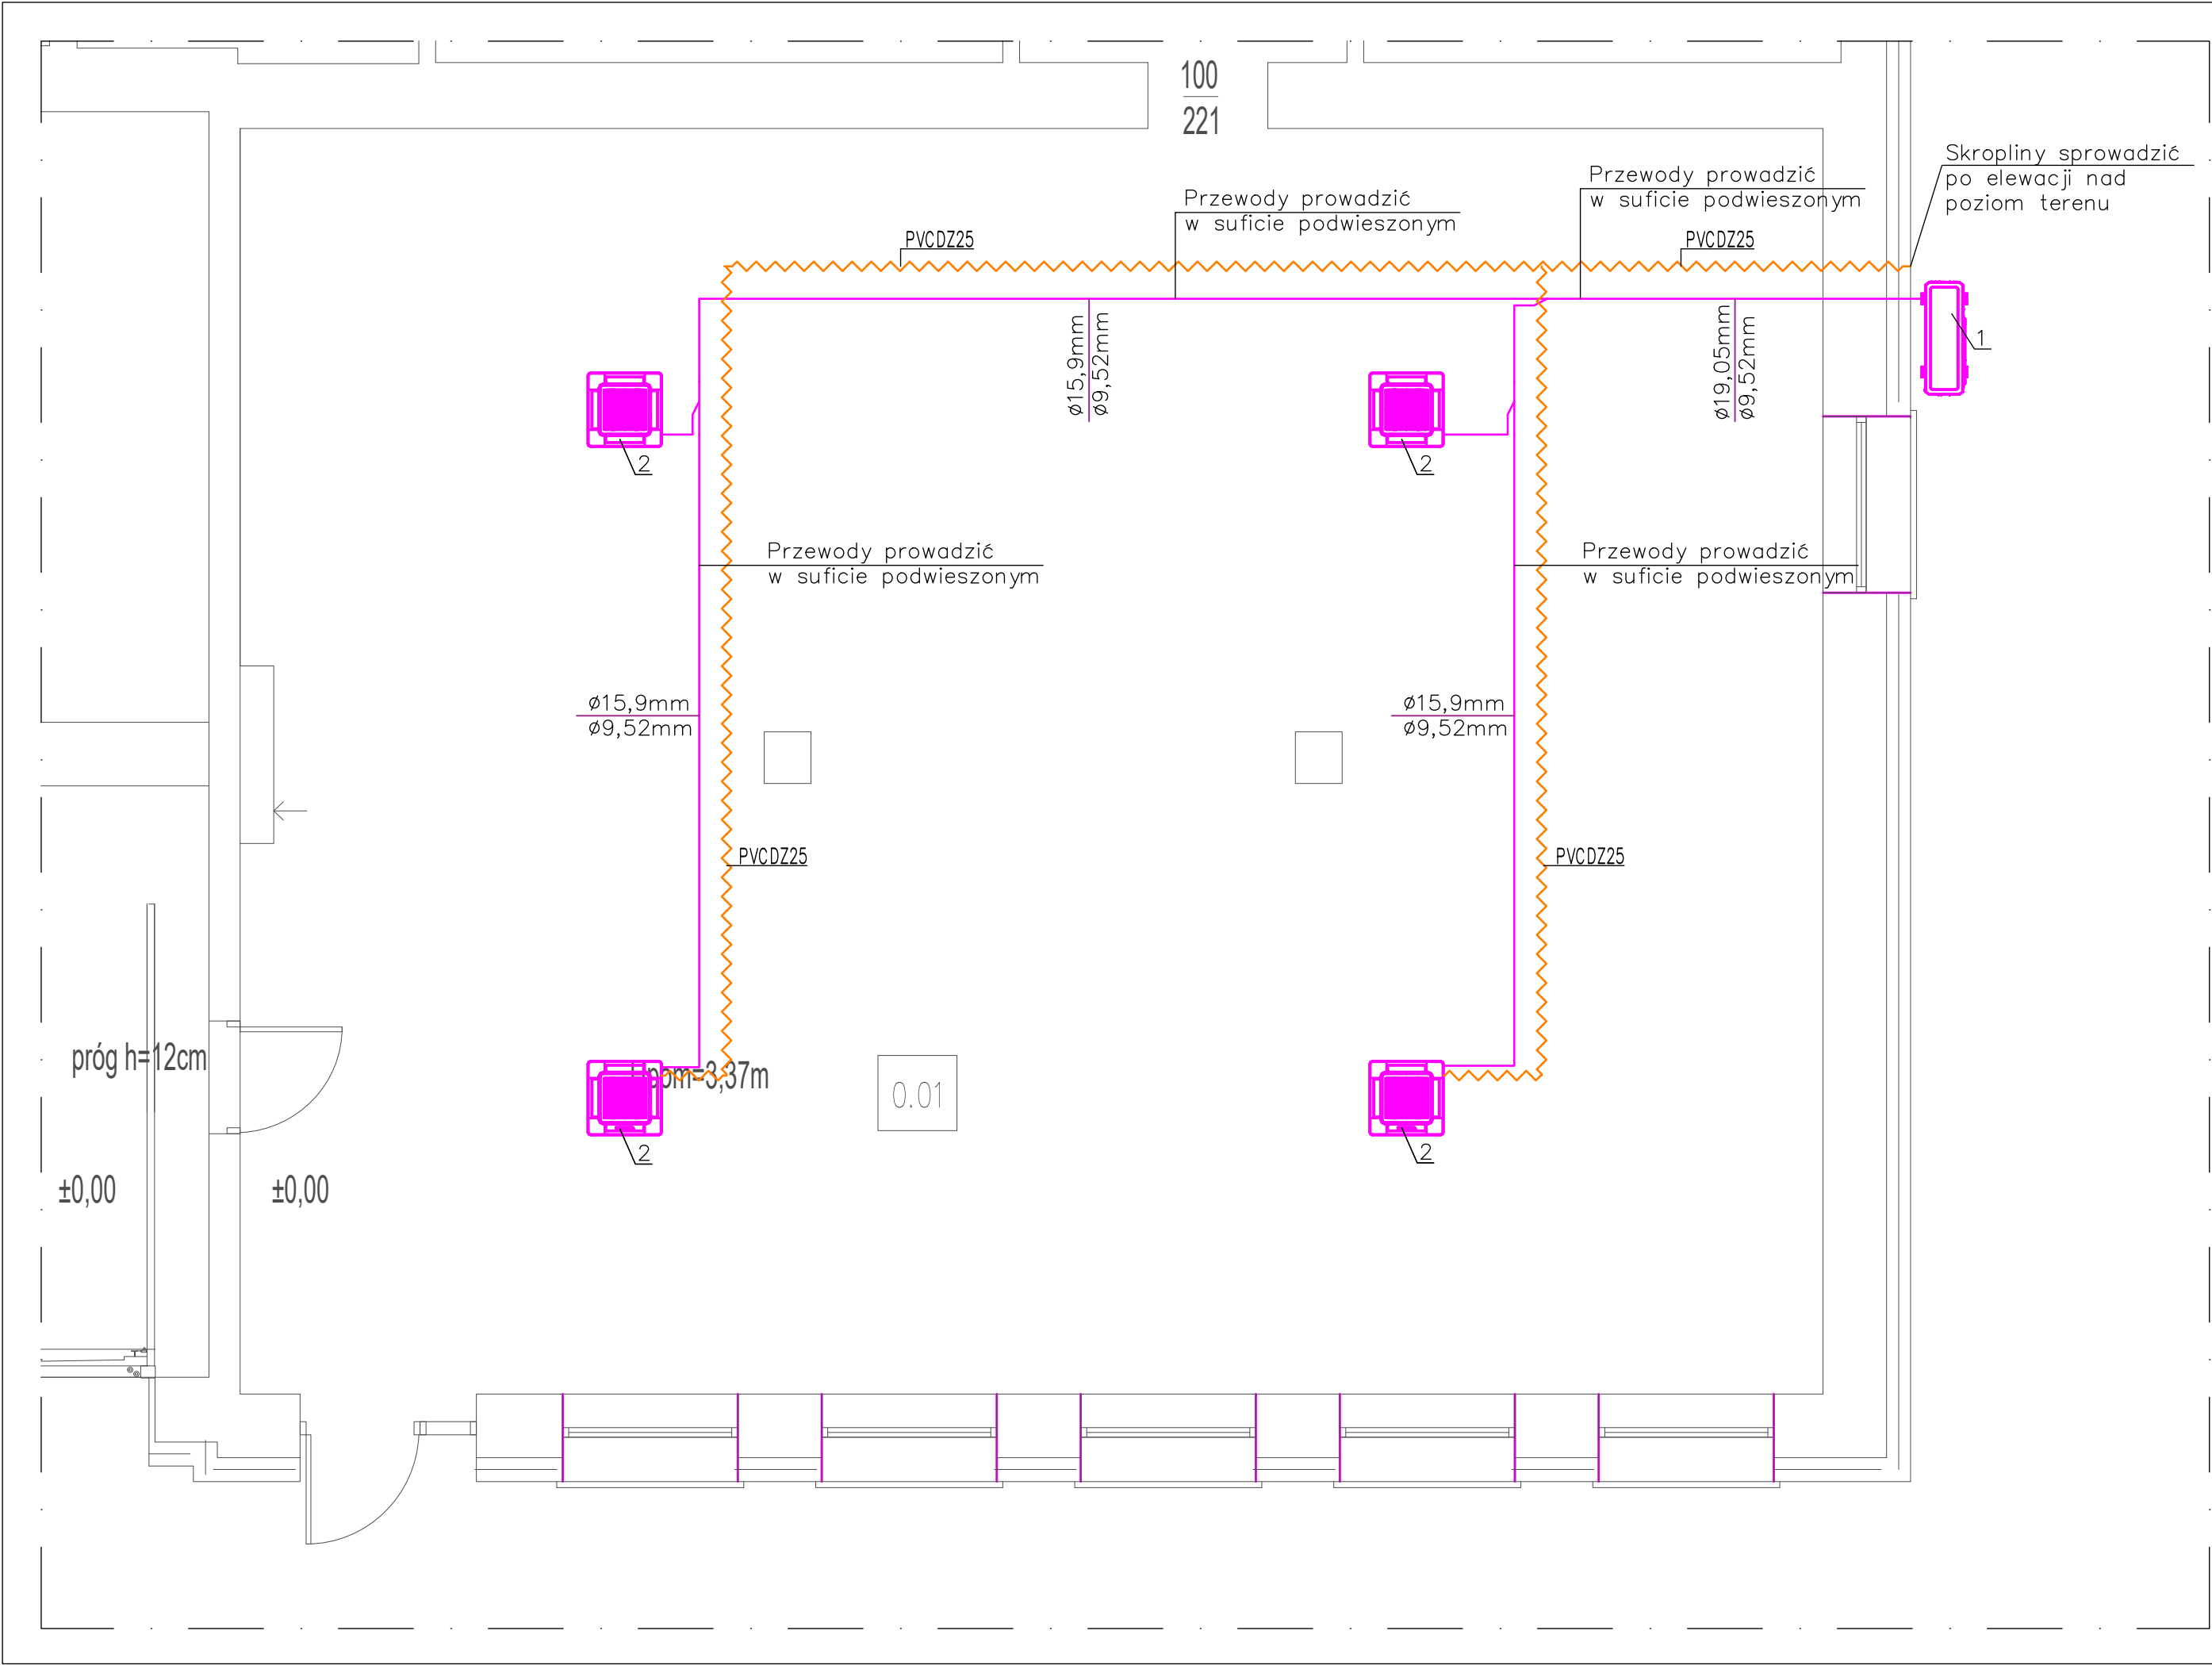 100
221
Skropliny sprowadzić
po elewacji nad
poziom terenu
Przewody prowadzić
w suficie podwieszonym
Przewody prowadzić
w suficie podwieszonym
PVCDZ25
PVCDZ25
ø15,9mm
ø9,52mm
ø19,05mm
ø9,52mm
1
2
2
Przewody prowadzić
w suficie podwieszonym
Przewody prowadzić
w suficie podwieszonym
ø15,9mm
ø9,52mm
ø15,9mm
ø9,52mm
PVCDZ25
PVCDZ25
próg h=12cm
=3,37m
0.01
2
2
±0,00
±0,00